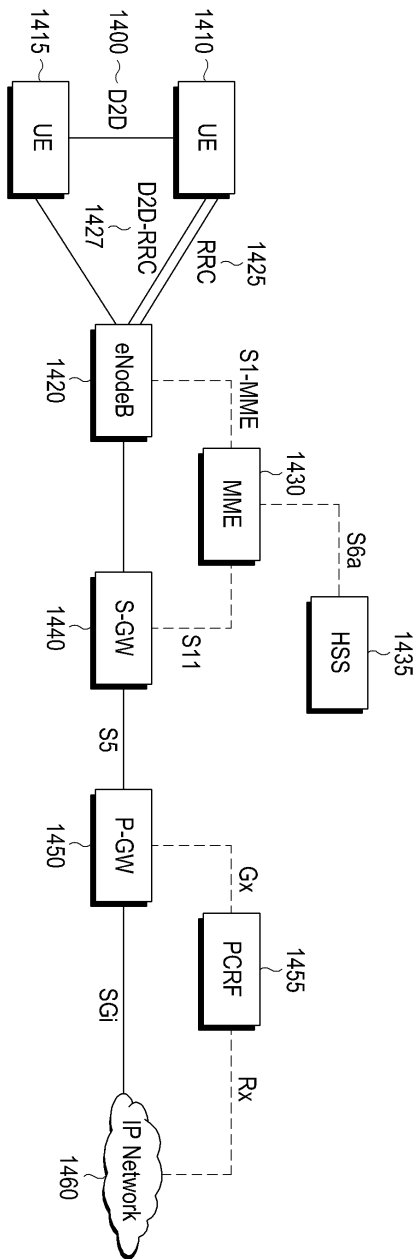 1435
HSS
S6a
1430
MME
S1-MME
S11
1455
PCRF
Gx
Rx
1410
UE
1425
RRC
D2D-RRC
1427
1400
D2D
UE
1415
eNodeB
1420
S-GW
1440
S5
P-GW
1450
SGi
IP Network
1460